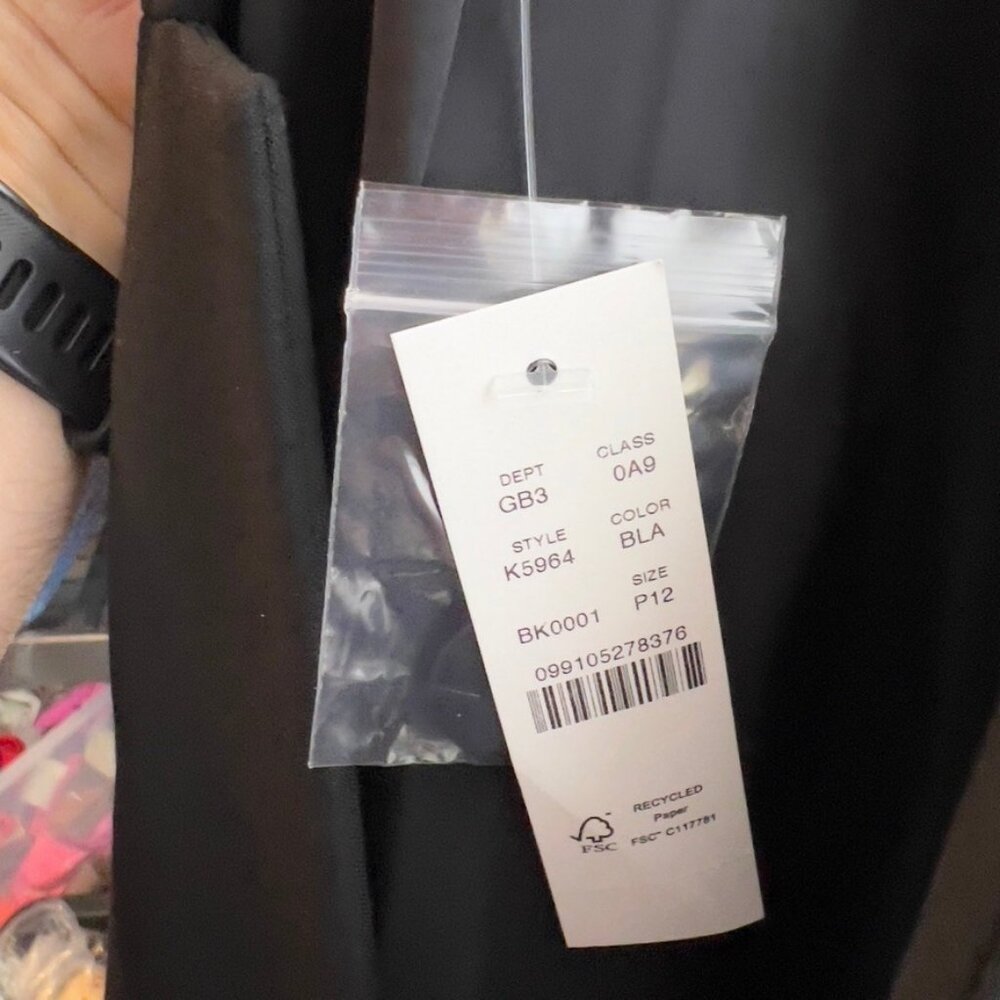 DEPT CLASS
GB3 0A9
STYLE COLOR
K5964 BLA
SIZE
BK0001 P12
099105278376
RECYCLED
Paper
FSC FSC™ C117781